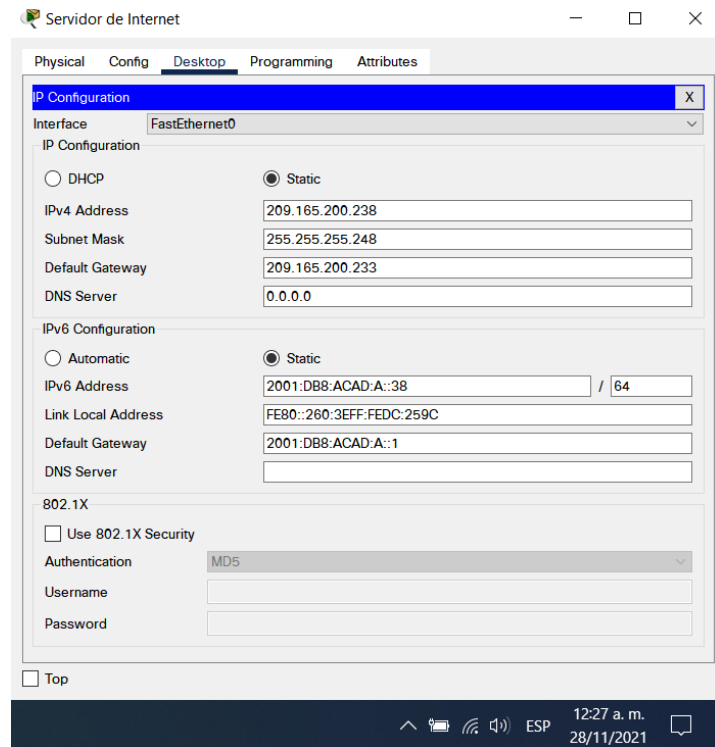 Servidor de Internet
Physical Config Desktop Programming Attributes
IP Configuration X
Interface FastEthernet0
IP Configuration
DHCP Static
IPv4 Address 209.165.200.238
Subnet Mask 255.255.255.248
Default Gateway 209.165.200.233
DNS Server 0.0.0.0
IPv6 Configuration
Automatic Static
IPv6 Address 2001:DB8:ACAD:A::38 / 64
Link Local Address FE80::260:3EFF:FEDC:259C
Default Gateway 2001:DB8:ACAD:A::1
DNS Server
802.1X
Use 802.1X Security
Authentication MD5
Username
Password
Top
ESP 12:27 a. m.
28/11/2021